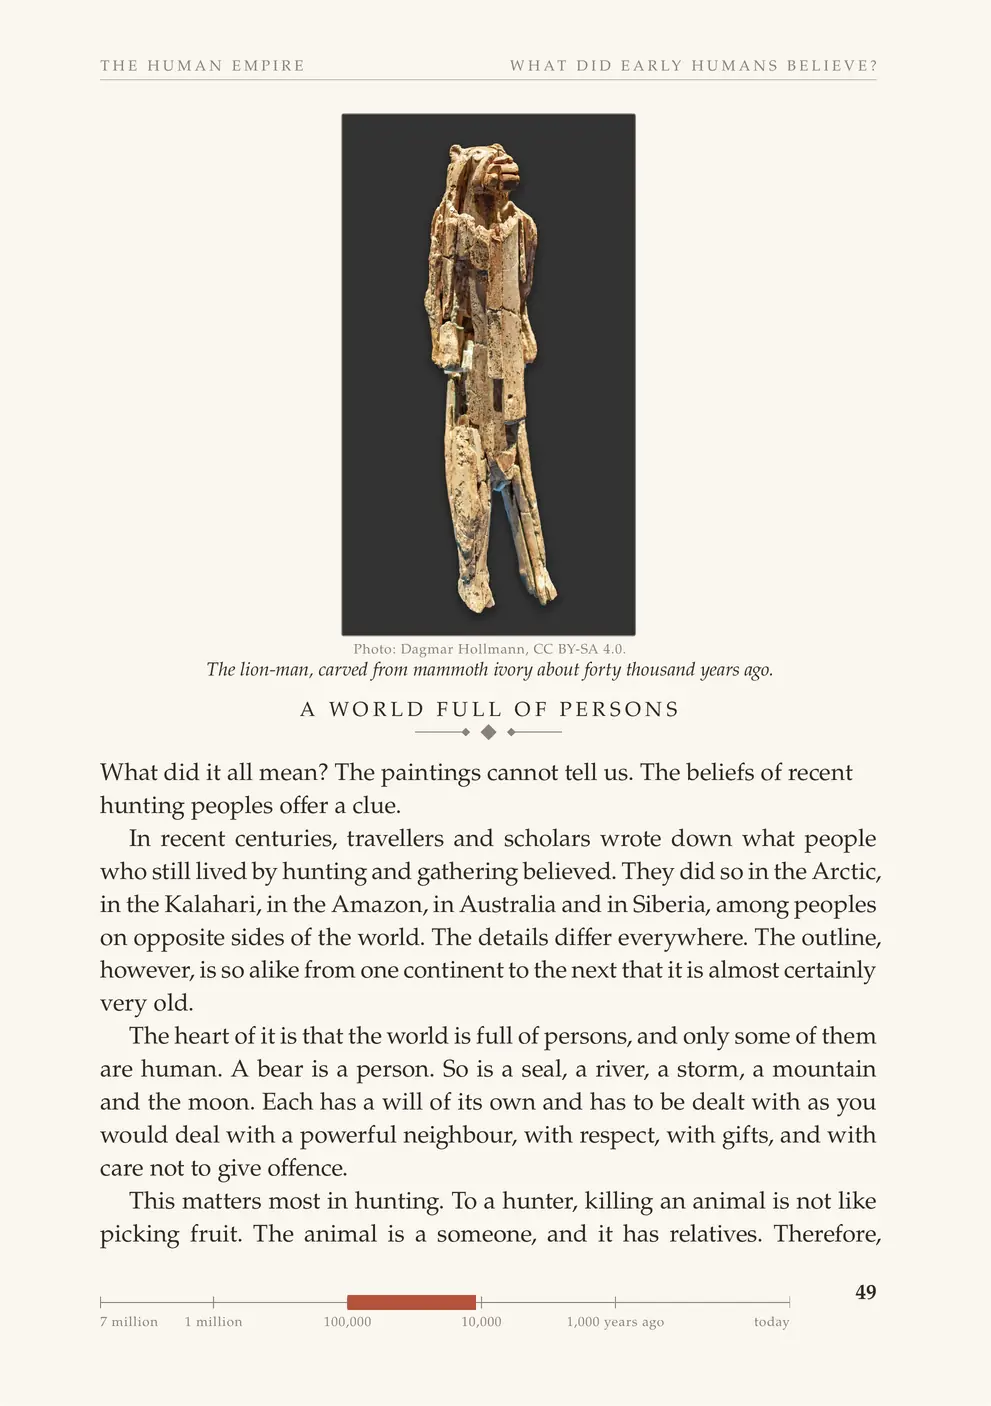 THE HUMAN EMPIRE
WHAT DID EARLY HUMANS BELIEVE?
Photo: Dagmar Hollmann, CC BY-SA 4.0.
The lion-man, carved from mammoth ivory about forty thousand years ago.
A WORLD FULL OF PERSONS
What did it all mean? The paintings cannot tell us. The beliefs of recent
hunting peoples offer a clue.
In recent centuries, travellers and scholars wrote down what people
who still lived by hunting and gathering believed. They did so in the Arctic,
in the Kalahari, in the Amazon, in Australia and in Siberia, among peoples
on opposite sides of the world. The details differ everywhere. The outline,
however, is so alike from one continent to the next that it is almost certainly
very old.
The heart of it is that the world is full of persons, and only some of them
are human. A bear is a person. So is a seal, a river, a storm, a mountain
and the moon. Each has a will of its own and has to be dealt with as you
would deal with a powerful neighbour, with respect, with gifts, and with
care not to give offence.
This matters most in hunting. To a hunter, killing an animal is not like
picking fruit. The animal is a someone, and it has relatives. Therefore,
49
7 million 1 million 100,000 10,000 1,000 years ago today